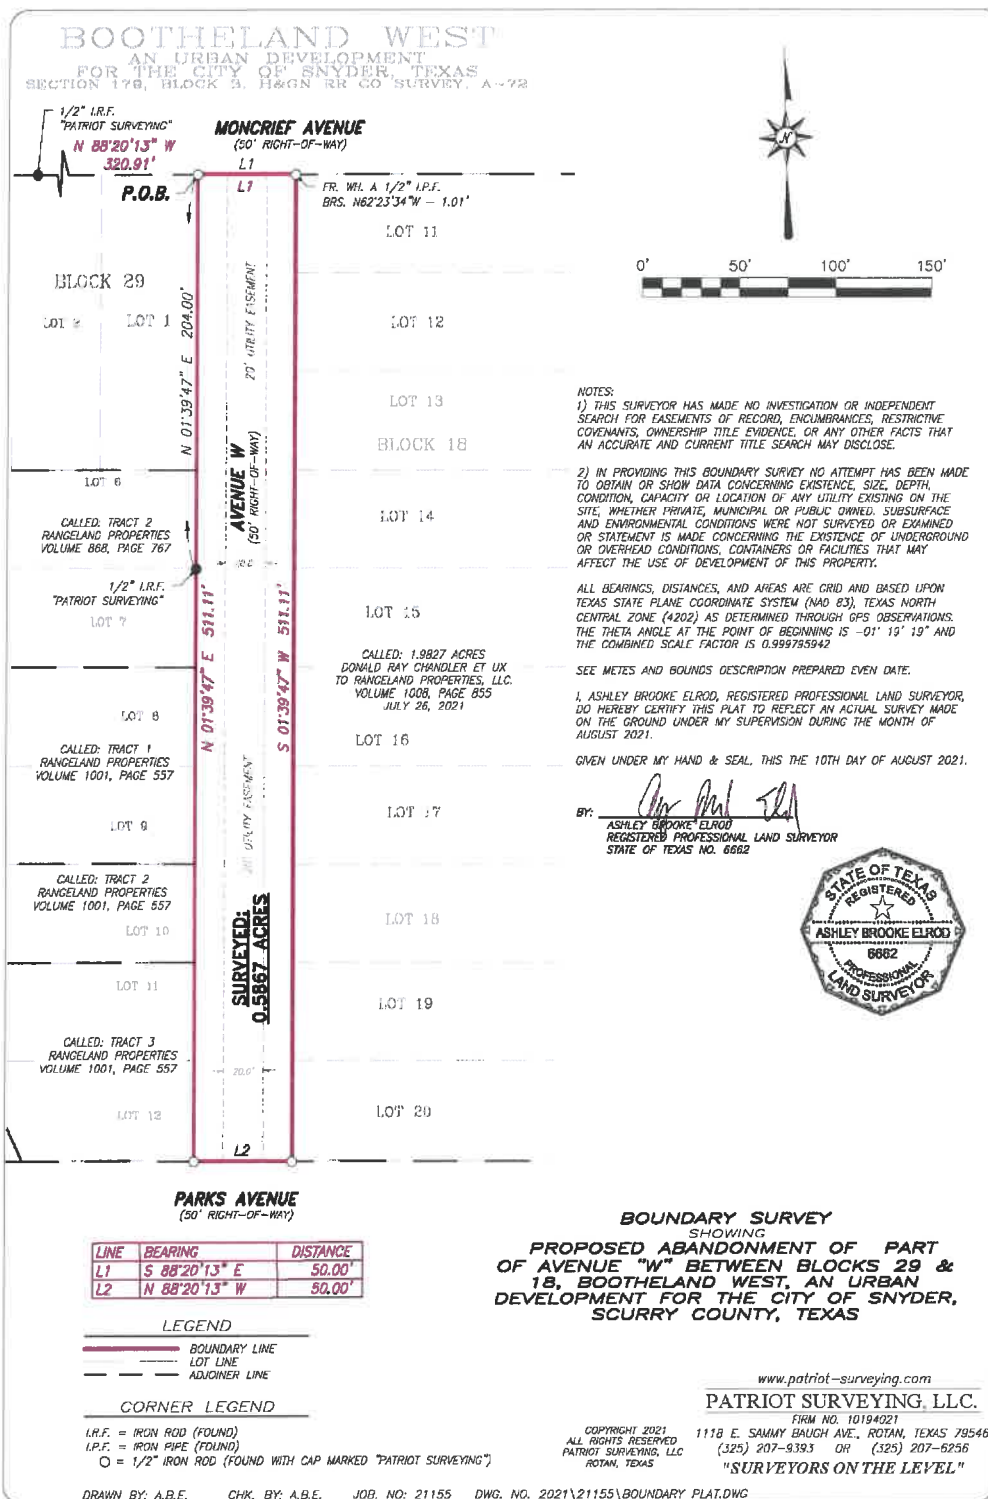 BOOTHELAND WEST
AN URBAN DEVELOPMENT
FOR THE CITY OF SNYDER, TEXAS
SECTION 178, BLOCK 3, H&GN RR CO SURVEY, A-72
1/2" I.R.F.
"PATRIOT SURVEYING"
N 88°20'13" W
320.91'
P.O.B.
MONCRIEF AVENUE
(50' RIGHT-OF-WAY)
L1
L1
FR. WH. A 1/2" I.P.F.
BRS. N62°23'34"W - 1.01'
N
0' 50' 100' 150'
BLOCK 29
LOT 2
LOT 1
N 01°39'47" E 204.00'
20' UTILITY EASEMENT
AVENUE W
(50' RIGHT-OF-WAY)
LOT 11
LOT 12
LOT 13
BLOCK 18
LOT 14
LOT 6
CALLED: TRACT 2
RANGELAND PROPERTIES
VOLUME 868, PAGE 767
1/2" I.R.F.
"PATRIOT SURVEYING"
LOT 7
N 01°39'47" E 511.11'
S 01°39'47" W 511.11'
LOT 15
CALLED: 1.9827 ACRES
DONALD RAY CHANDLER ET UX
TO RANGELAND PROPERTIES, LLC.
VOLUME 1008, PAGE 855
JULY 26, 2021
LOT 16
LOT 8
CALLED: TRACT 1
RANGELAND PROPERTIES
VOLUME 1001, PAGE 557
LOT 9
20' UTILITY EASEMENT
LOT 17
CALLED: TRACT 2
RANGELAND PROPERTIES
VOLUME 1001, PAGE 557
LOT 10
SURVEYED:
0.5867 ACRES
LOT 18
LOT 11
LOT 19
CALLED: TRACT 3
RANGELAND PROPERTIES
VOLUME 1001, PAGE 557
20.0'
LOT 12
LOT 20
L2
PARKS AVENUE
(50' RIGHT-OF-WAY)
NOTES:
1) THIS SURVEYOR HAS MADE NO INVESTIGATION OR INDEPENDENT
SEARCH FOR EASEMENTS OF RECORD, ENCUMBRANCES, RESTRICTIVE
COVENANTS, OWNERSHIP TITLE EVIDENCE, OR ANY OTHER FACTS THAT
AN ACCURATE AND CURRENT TITLE SEARCH MAY DISCLOSE.
2) IN PROVIDING THIS BOUNDARY SURVEY NO ATTEMPT HAS BEEN MADE
TO OBTAIN OR SHOW DATA CONCERNING EXISTENCE, SIZE, DEPTH,
CONDITION, CAPACITY OR LOCATION OF ANY UTILITY EXISTING ON THE
SITE, WHETHER PRIVATE, MUNICIPAL OR PUBLIC OWNED. SUBSURFACE
AND ENVIRONMENTAL CONDITIONS WERE NOT SURVEYED OR EXAMINED
OR STATEMENT IS MADE CONCERNING THE EXISTENCE OF UNDERGROUND
OR OVERHEAD CONDITIONS, CONTAINERS OR FACILITIES THAT MAY
AFFECT THE USE OF DEVELOPMENT OF THIS PROPERTY.
ALL BEARINGS, DISTANCES, AND AREAS ARE GRID AND BASED UPON
TEXAS STATE PLANE COORDINATE SYSTEM (NAD 83), TEXAS NORTH
CENTRAL ZONE (4202) AS DETERMINED THROUGH GPS OBSERVATIONS.
THE THETA ANGLE AT THE POINT OF BEGINNING IS -01° 19' 19" AND
THE COMBINED SCALE FACTOR IS 0.999795942
SEE METES AND BOUNDS DESCRIPTION PREPARED EVEN DATE.
I, ASHLEY BROOKE ELROD, REGISTERED PROFESSIONAL LAND SURVEYOR,
DO HEREBY CERTIFY THIS PLAT TO REFLECT AN ACTUAL SURVEY MADE
ON THE GROUND UNDER MY SUPERVISION DURING THE MONTH OF
AUGUST 2021.
GIVEN UNDER MY HAND & SEAL, THIS THE 10TH DAY OF AUGUST 2021.
BY:
ASHLEY BROOKE ELROD
REGISTERED PROFESSIONAL LAND SURVEYOR
STATE OF TEXAS NO. 6662
STATE OF TEXAS
REGISTERED
ASHLEY BROOKE ELROD
6662
PROFESSIONAL
LAND SURVEYOR
LINE BEARING DISTANCE
L1 S 88°20'13" E 50.00'
L2 N 88°20'13" W 50.00'
LEGEND
BOUNDARY LINE
LOT LINE
ADJOINER LINE
CORNER LEGEND
I.R.F. = IRON ROD (FOUND)
I.P.F. = IRON PIPE (FOUND)
O = 1/2" IRON ROD (FOUND WITH CAP MARKED "PATRIOT SURVEYING")
BOUNDARY SURVEY
SHOWING
PROPOSED ABANDONMENT OF PART
OF AVENUE "W" BETWEEN BLOCKS 29 &
18, BOOTHELAND WEST, AN URBAN
DEVELOPMENT FOR THE CITY OF SNYDER,
SCURRY COUNTY, TEXAS
www.patriot-surveying.com
PATRIOT SURVEYING, LLC.
FIRM NO. 10194021
1118 E. SAMMY BAUGH AVE., ROTAN, TEXAS 79546
(325) 207-9393 OR (325) 207-6256
"SURVEYORS ON THE LEVEL"
COPYRIGHT 2021
ALL RIGHTS RESERVED
PATRIOT SURVEYING, LLC
ROTAN, TEXAS
DRAWN BY: A.B.E. CHK. BY: A.B.E. JOB. NO: 21155 DWG. NO. 2021\21155\BOUNDARY PLAT.DWG